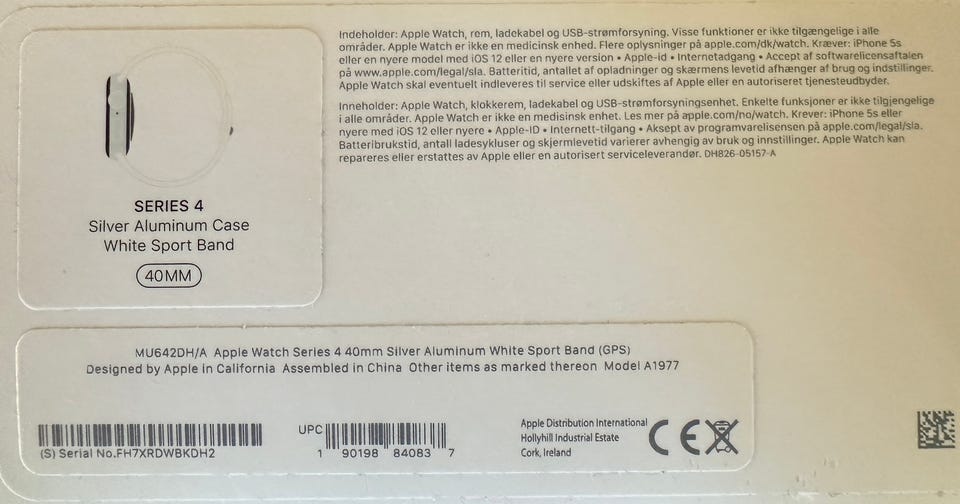 Indeholder: Apple Watch, rem, ladekabel og USB-strømforsyning. Visse funktioner er ikke tilgængelige i alle
områder. Apple Watch er ikke en medicinsk enhed. Flere oplysninger på apple.com/dk/watch. Kræver: iPhone 5s
eller en nyere model med iOS 12 eller en nyere version • Apple-id • Internetadgang • Accept af softwarelicensaftalen
på www.apple.com/legal/sla. Batteritid, antallet af opladninger og skærmens levetid afhænger af brug og indstillinger.
Apple Watch skal eventuelt indleveres til service eller udskiftes af Apple eller en autoriseret tjenesteudbyder.
Inneholder: Apple Watch, klokkerem, ladekabel og USB-strømforsyningsenhet. Enkelte funksjoner er ikke tilgjengelige
i alle områder. Apple Watch er ikke en medisinsk enhet. Les mer på apple.com/no/watch. Krever: iPhone 5s eller
nyere med iOS 12 eller nyere • Apple-ID • Internett-tilgang • Aksept av programvarelisensen på apple.com/legal/sla.
Batteribrukstid, antall ladesykluser og skjermlevetid varierer avhengig av bruk og innstillinger. Apple Watch kan
repareres eller erstattes av Apple eller en autorisert serviceleverandør. DH826-05157-A
SERIES 4
Silver Aluminum Case
White Sport Band
40MM
MU642DH/A Apple Watch Series 4 40mm Silver Aluminum White Sport Band (GPS)
Designed by Apple in California Assembled in China Other items as marked thereon Model A1977
(S) Serial No.FH7XRDWBKDH2
UPC
1 90198 84083 7
Apple Distribution International
Hollyhill Industrial Estate
Cork, Ireland
CE